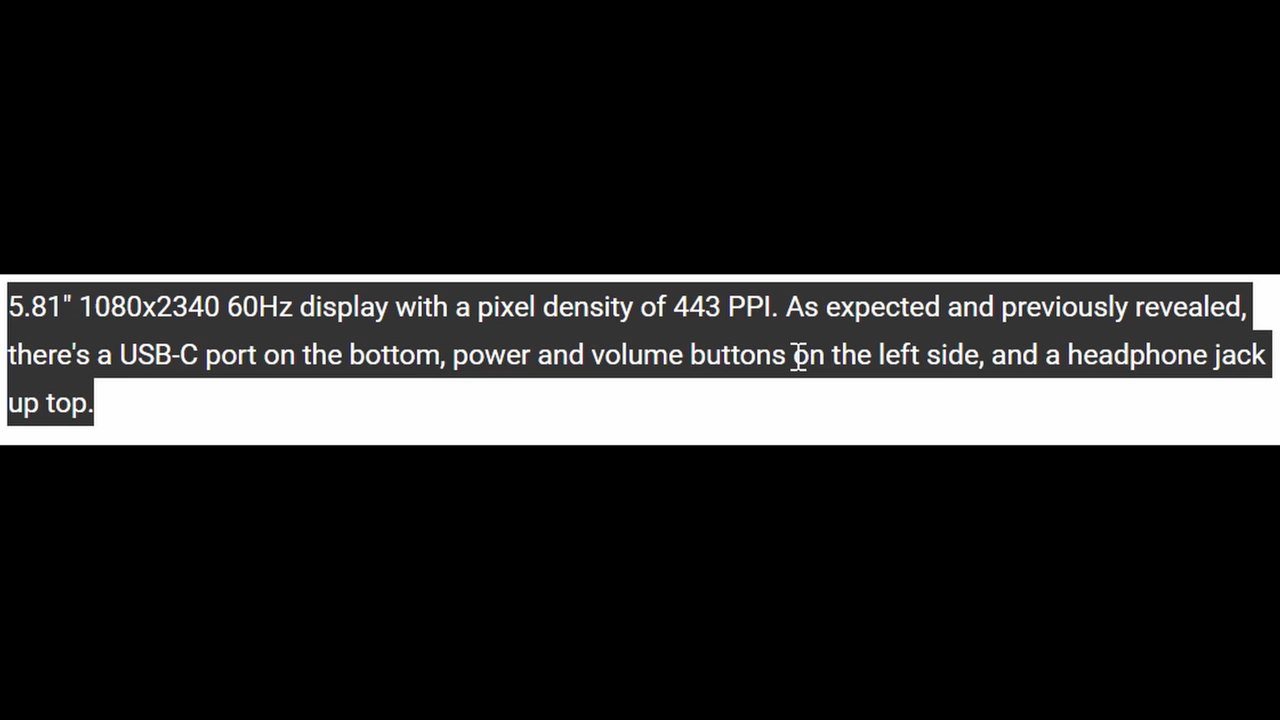 5.81" 1080x2340 60Hz display with a pixel density of 443 PPI. As expected and previously revealed,
there's a USB-C port on the bottom, power and volume buttons on the left side, and a headphone jack
up top.